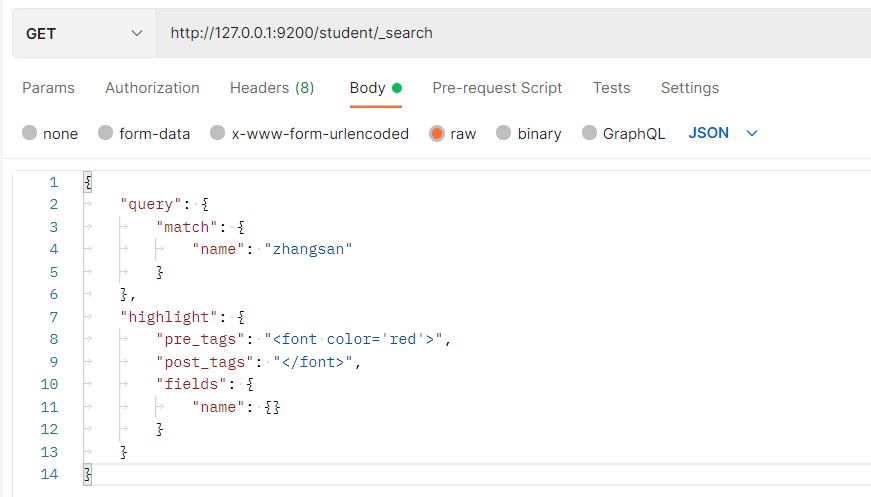 GET http://127.0.0.1:9200/student/_search
Params Authorization Headers (8) Body Pre-request Script Tests Settings
none form-data x-www-form-urlencoded raw binary GraphQL JSON
1 {
2 "query": {
3 "match": {
4 "name": "zhangsan"
5 }
6 },
7 "highlight": {
8 "pre_tags": "<font color='red'>",
9 "post_tags": "</font>",
10 "fields": {
11 "name": {}
12 }
13 }
14 }